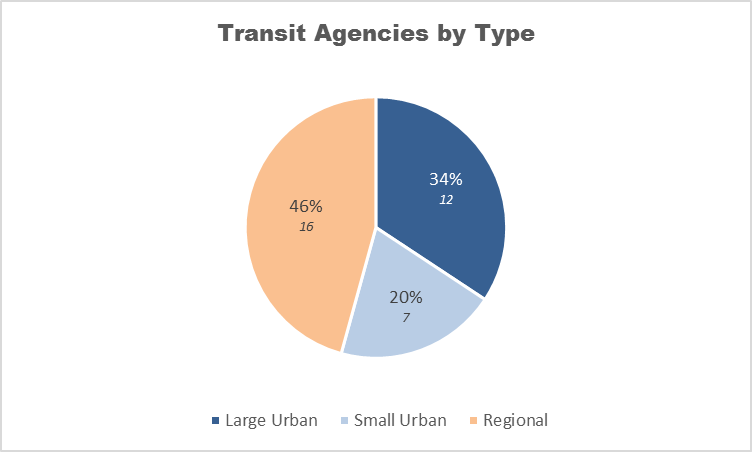 Transit Agencies by Type
34%
12
46%
16
20%
7
Large Urban
Small Urban
Regional